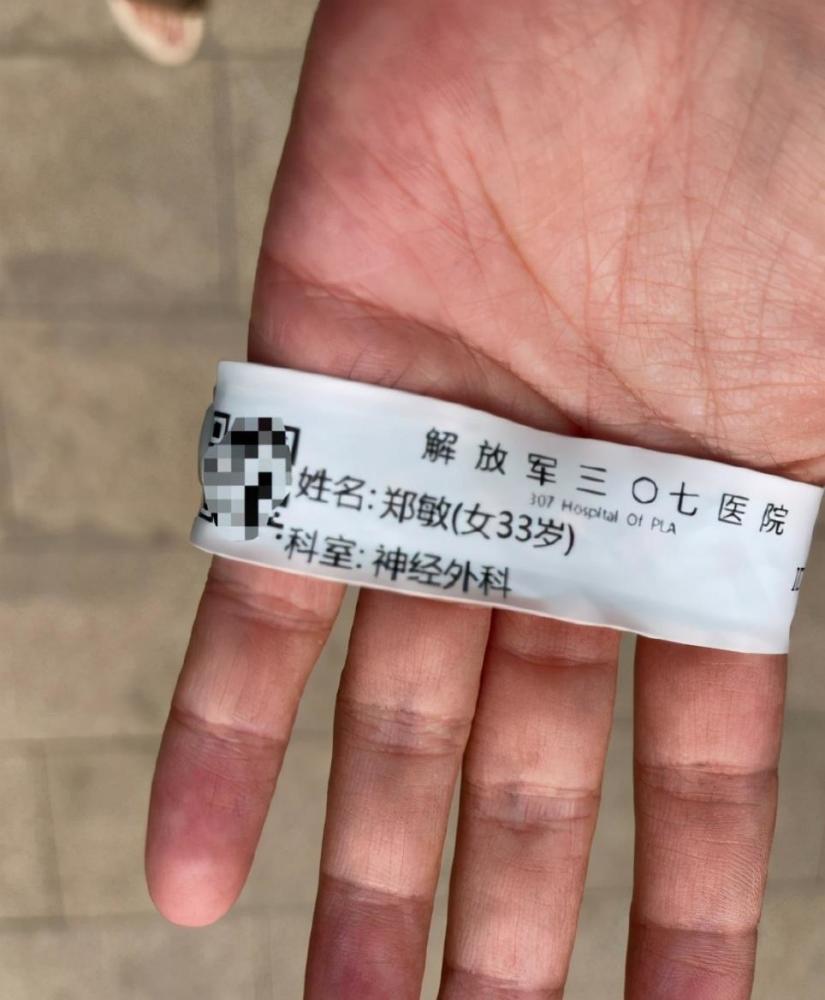 解放军三〇七医院
307 Hospital Of PLA
姓名: 郑敏(女33岁)
科室: 神经外科